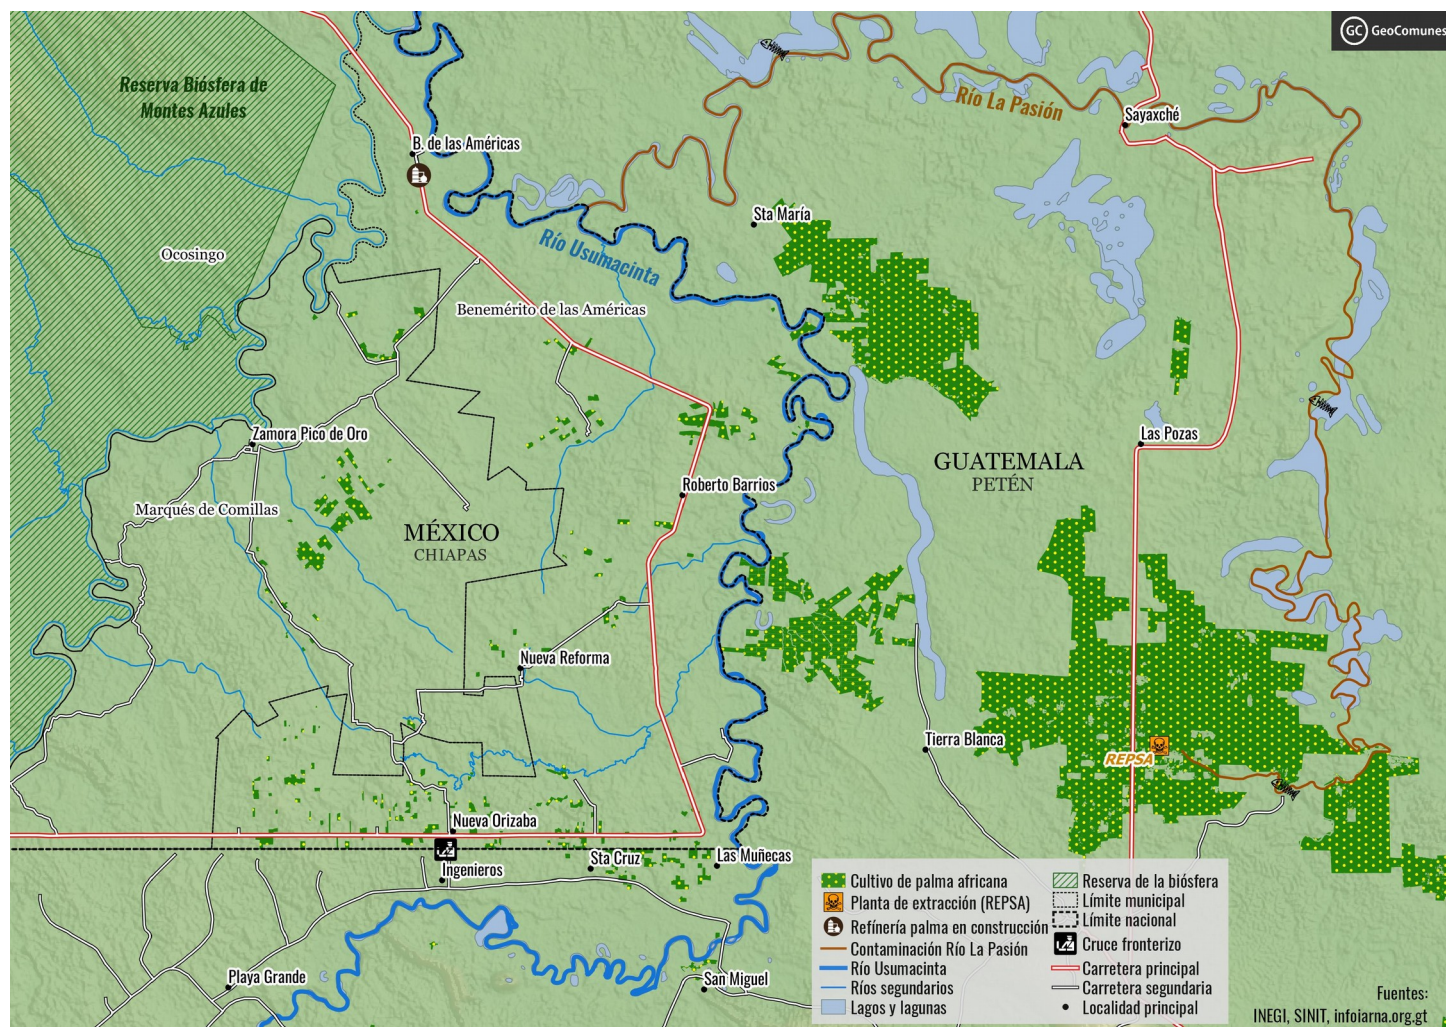 GC GeoComunes
Reserva Biósfera de
Montes Azules
Río La Pasión
Sayaxché
B. de las Américas
Sta María
Ocosingo
Río Usumacinta
Benemérito de las Américas
Zamora Pico de Oro
Las Pozas
GUATEMALA
PETÉN
Roberto Barrios
Marqués de Comillas
MÉXICO
CHIAPAS
Nueva Reforma
Tierra Blanca
REPSA
Nueva Orizaba
Ingenieros
Sta Cruz
Las Muñecas
Playa Grande
San Miguel
Cultivo de palma africana
Planta de extracción (REPSA)
Refinería palma en construcción
Contaminación Río La Pasión
Río Usumacinta
Ríos segundarios
Lagos y lagunas
Reserva de la biósfera
Límite municipal
Límite nacional
Cruce fronterizo
Carretera principal
Carretera segundaria
Localidad principal
Fuentes:
INEGI, SINIT, infoiarna.org.gt